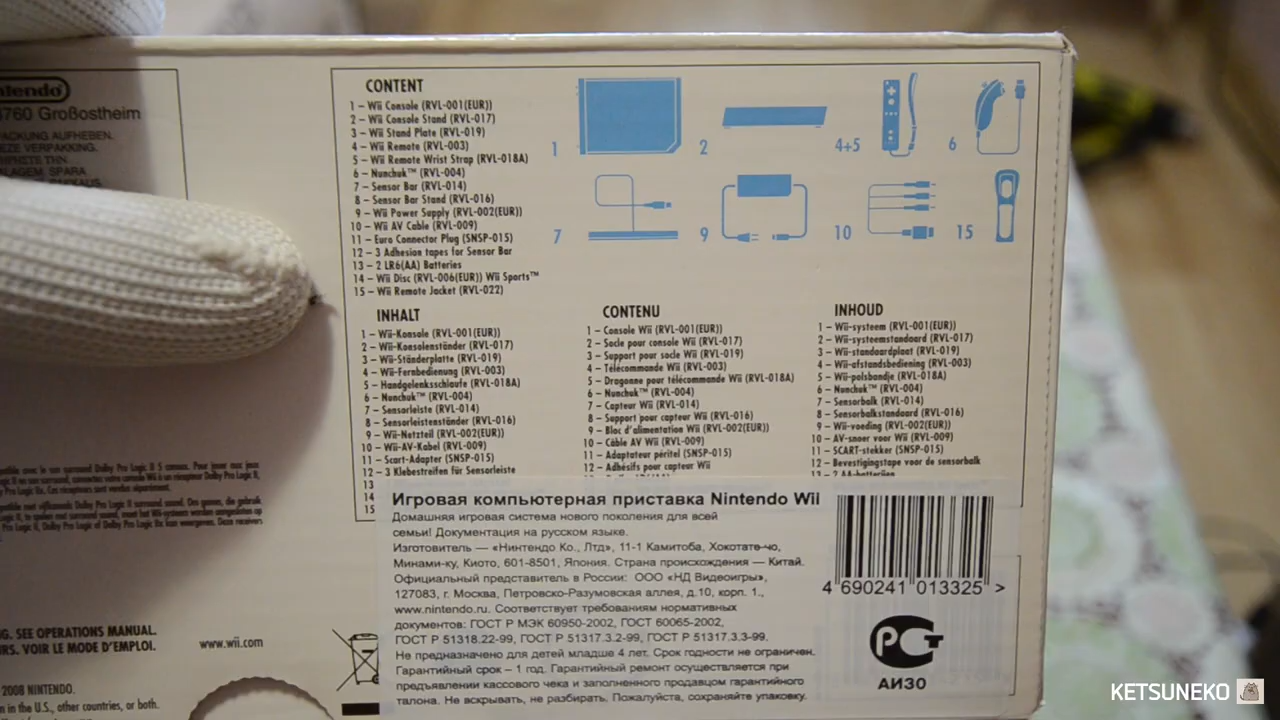 Großostheim
CONTENT
1 – Wii Console (RVL-001(EUR))
2 – Wii Console Stand (RVL-017)
3 – Wii Stand Plate (RVL-019)
4 – Wii Remote (RVL-003)
5 – Wii Remote Wrist Strap (RVL-018A)
6 – Nunchuk™ (RVL-004)
7 – Sensor Bar (RVL-014)
8 – Sensor Bar Stand (RVL-016)
9 – Wii Power Supply (RVL-002(EUR))
10 – Wii AV Cable (RVL-009)
11 – Euro Connector Plug (SNSP-015)
12 – 3 Adhesion tapes for Sensor Bar
13 – 2 LR6(AA) Batteries
14 – Wii Disc (RVL-006(EUR)) Wii Sports™
15 – Wii Remote Jacket (RVL-022)
1 2 4+5 6
7 9 10 15
INHALT
1 – Wii-Konsole (RVL-001(EUR))
2 – Wii-Konsolenständer (RVL-017)
3 – Wii-Ständerplatte (RVL-019)
4 – Wii-Fernbedienung (RVL-003)
5 – Handgelenksschlaufe (RVL-018A)
6 – Nunchuk™ (RVL-004)
7 – Sensorleiste (RVL-014)
8 – Sensorleistenständer (RVL-016)
9 – Wii-Netzteil (RVL-002(EUR))
10 – Wii-AV-Kabel (RVL-009)
11 – Scart-Adapter (SNSP-015)
12 – 3 Klebestreifen für Sensorleiste
13
14
15
CONTENU
1 – Console Wii (RVL-001(EUR))
2 – Socle pour console Wii (RVL-017)
3 – Support pour socle Wii (RVL-019)
4 – Télécommande Wii (RVL-003)
5 – Dragonne pour télécommande Wii (RVL-018A)
6 – Nunchuk™ (RVL-004)
7 – Capteur Wii (RVL-014)
8 – Support pour capteur Wii (RVL-016)
9 – Bloc d'alimentation Wii (RVL-002(EUR))
10 – Câble AV Wii (RVL-009)
11 – Adaptateur péritel (SNSP-015)
12 – Adhésifs pour capteur Wii
INHOUD
1 – Wii-systeem (RVL-001(EUR))
2 – Wii-systeemstandaard (RVL-017)
3 – Wii-standaardplaat (RVL-019)
4 – Wii-afstandsbediening (RVL-003)
5 – Wii-polsbandje (RVL-018A)
6 – Nunchuk™ (RVL-004)
7 – Sensorbalk (RVL-014)
8 – Sensorbalkstandaard (RVL-016)
9 – Wii-voeding (RVL-002(EUR))
10 – AV-snoer voor Wii (RVL-009)
11 – SCART-stekker (SNSP-015)
12 – Bevestigingstape voor de sensorbalk
13 – 2 AA-batterijen
Игровая компьютерная приставка Nintendo Wii
Домашняя игровая система нового поколения для всей
семьи! Документация на русском языке.
Изготовитель — «Нинтендо Ко., Лтд», 11-1 Камитоба, Хокотате-чо,
Минами-ку, Киото, 601-8501, Япония. Страна происхождения — Китай.
Официальный представитель в России: ООО «НД Видеоигры»,
127083, г. Москва, Петровско-Разумовская аллея, д.10, корп. 1.,
www.nintendo.ru. Соответствует требованиям нормативных
документов: ГОСТ Р МЭК 60950-2002, ГОСТ 60065-2002,
ГОСТ Р 51318.22-99, ГОСТ Р 51317.3.2-99, ГОСТ Р 51317.3.3-99.
Не предназначено для детей младше 4 лет. Срок годности не ограничен.
Гарантийный срок – 1 год. Гарантийный ремонт осуществляется при
предъявлении кассового чека и заполненного продавцом гарантийного
талона. Не вскрывать, не разбирать. Пожалуйста, сохраняйте упаковку.
4 690241 013325 >
АИ30
SEE OPERATIONS MANUAL.
VOIR LE MODE D'EMPLOI.
www.wii.com
2008 NINTENDO.
in the U.S., other countries, or both.
KETSUNEKO